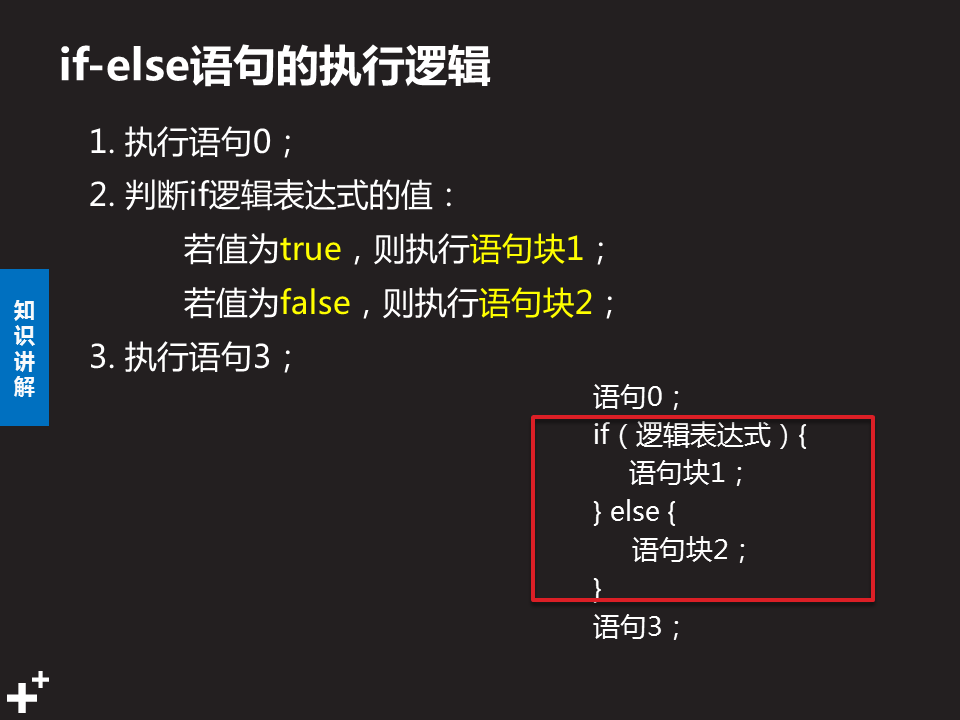 if-else语句的执行逻辑
1. 执行语句0；
2. 判断if逻辑表达式的值：
若值为true，则执行语句块1；
若值为false，则执行语句块2；
3. 执行语句3；
知
识
讲
解
语句0；
if（逻辑表达式）{
语句块1；
} else {
语句块2；
}
语句3；